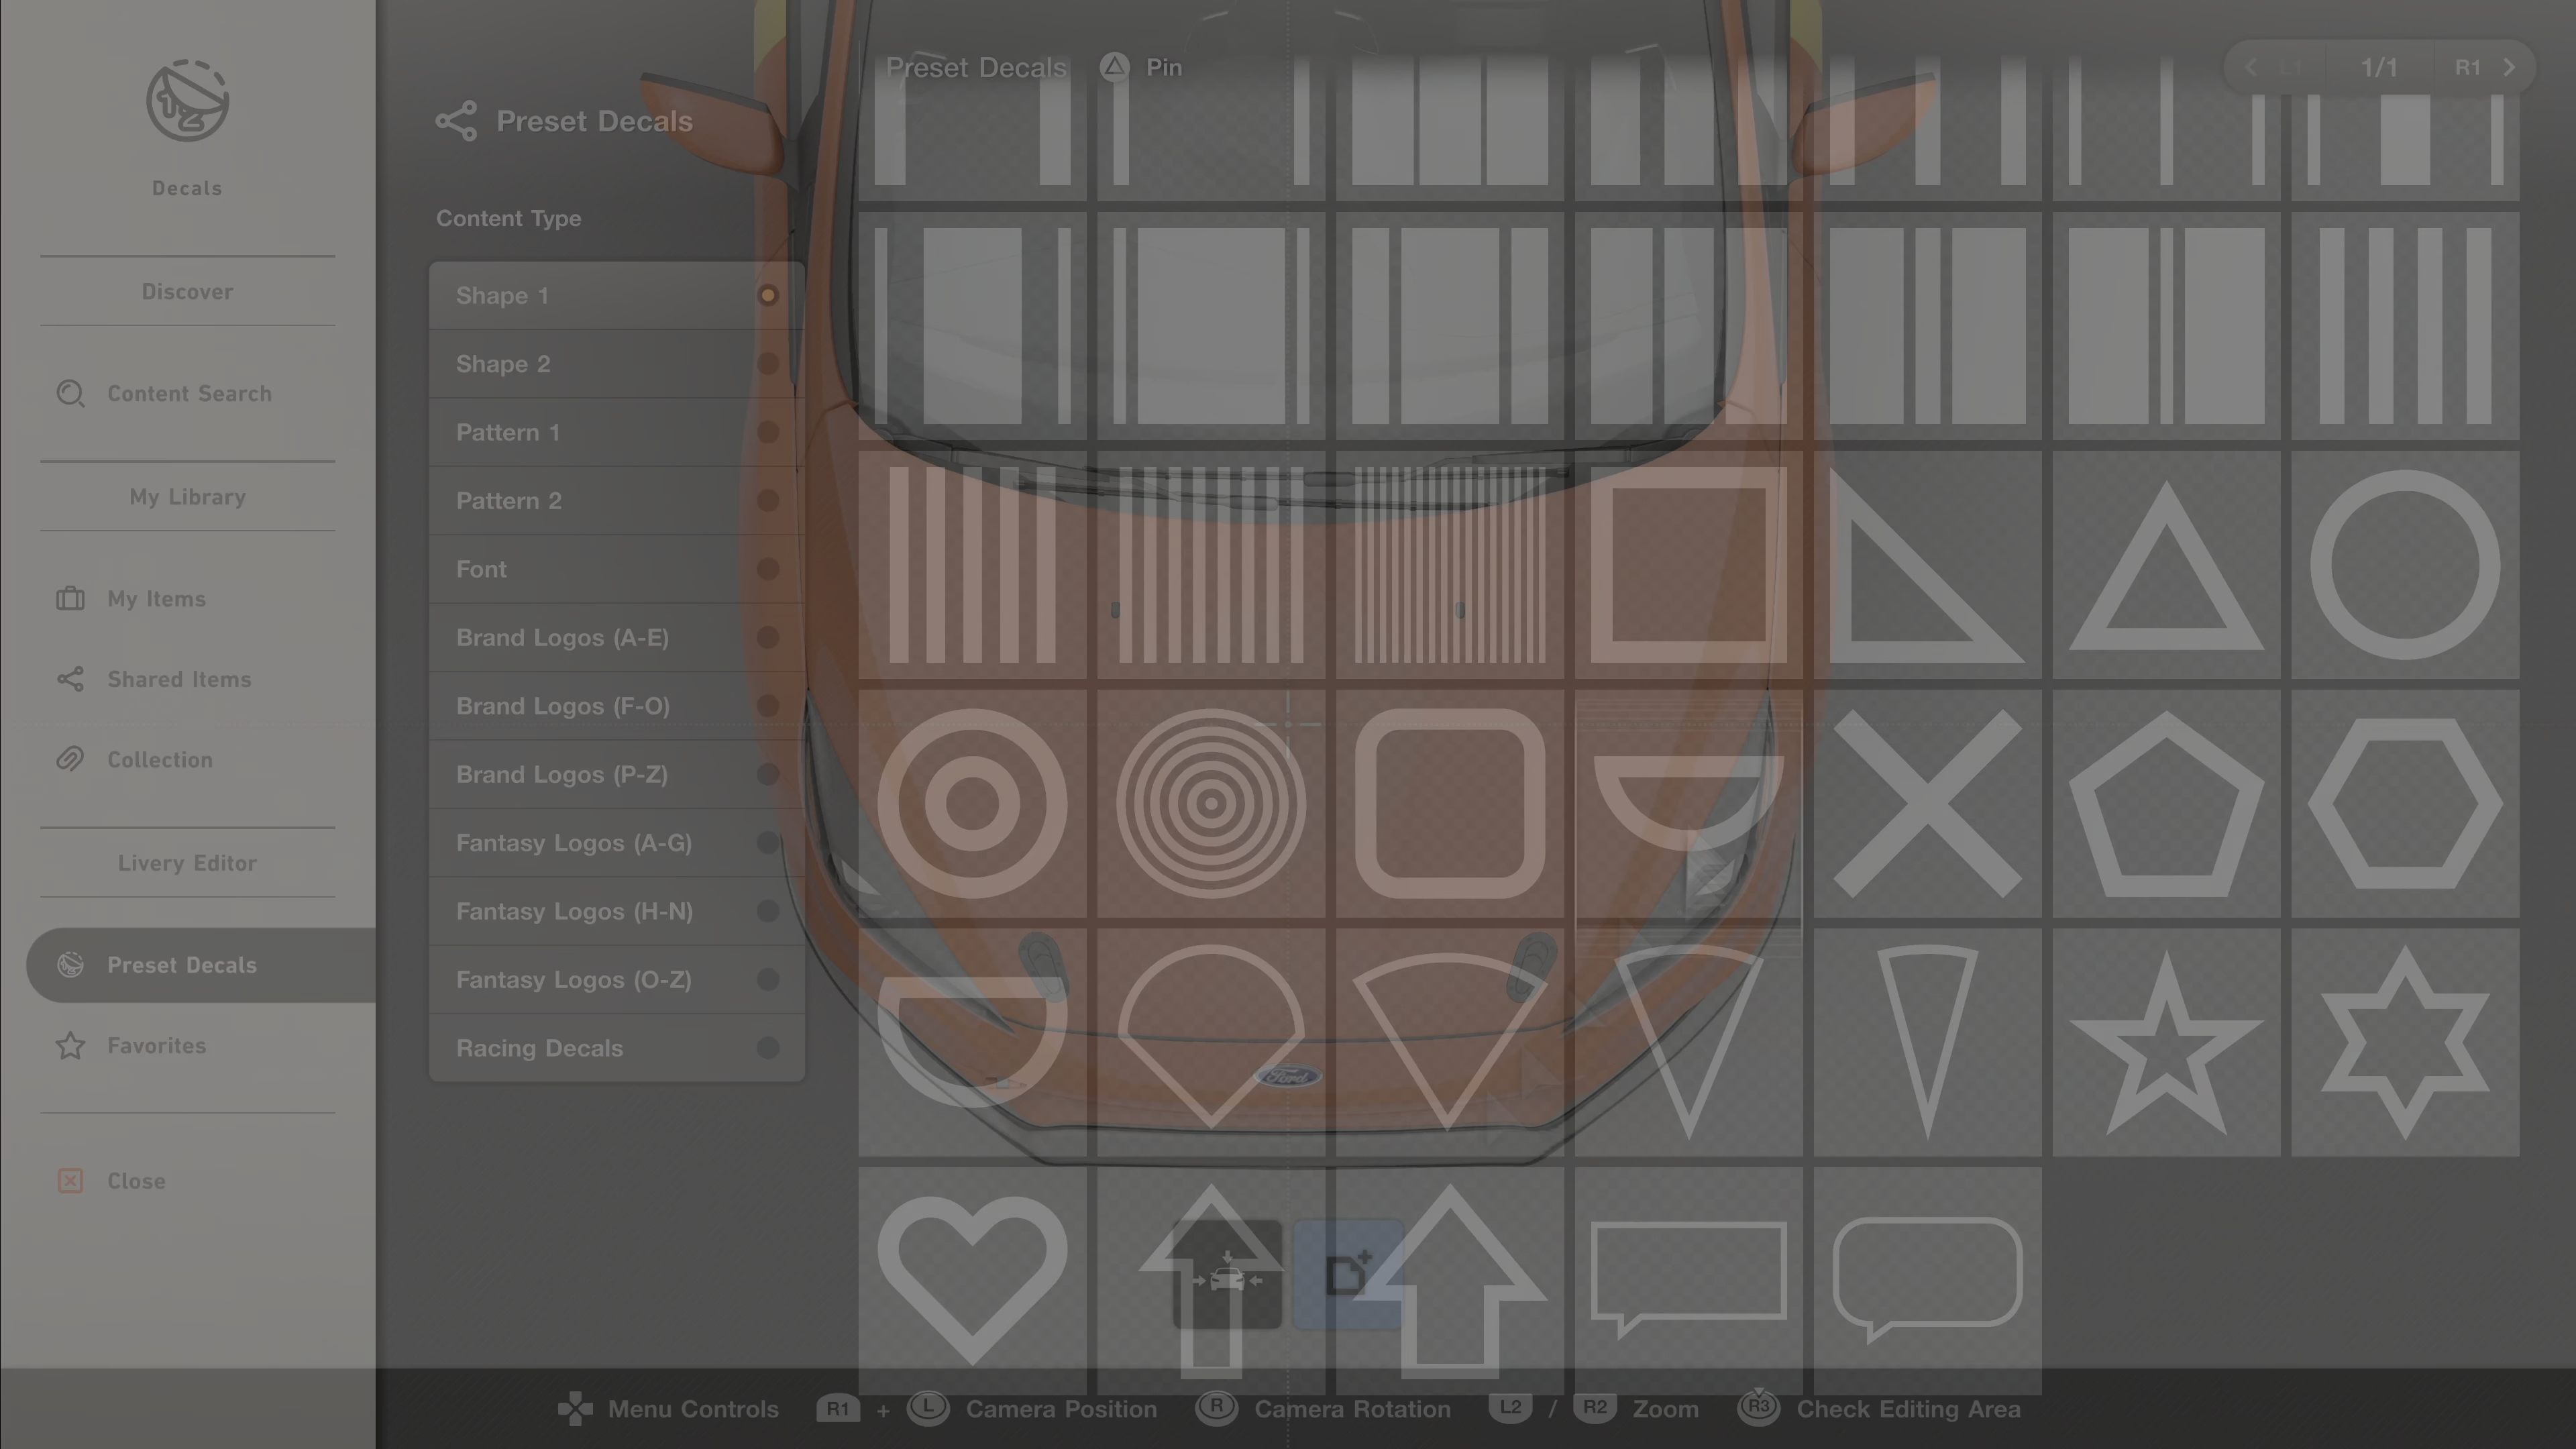 Decals
Discover
Content Search
My Library
My Items
Shared Items
Collection
Livery Editor
Preset Decals
Favorites
Close
Preset Decals
Content Type
Shape 1
Shape 2
Pattern 1
Pattern 2
Font
Brand Logos (A-E)
Brand Logos (F-O)
Brand Logos (P-Z)
Fantasy Logos (A-G)
Fantasy Logos (H-N)
Fantasy Logos (O-Z)
Racing Decals
Preset Decals Pin
L1 1/1 R1
Ford
Menu Controls R1 + L Camera Position R Camera Rotation L2 / R2 Zoom R3 Check Editing Area